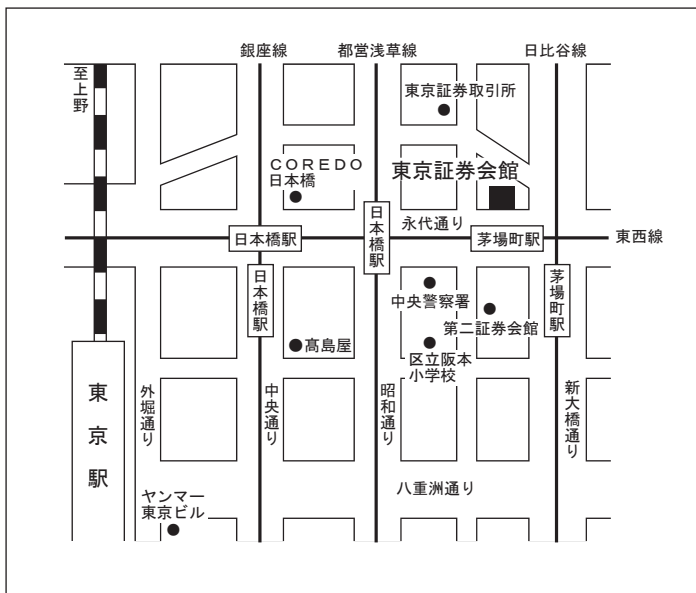 銀座線
都営浅草線
日比谷線
至上野
東京証券取引所
COREDO
日本橋
東京証券会館
永代通り
日本橋駅
日本橋駅
茅場町駅
東西線
日本橋駅
茅場町駅
中央警察署
第二証券会館
髙島屋
区立阪本
小学校
東京駅
外堀通り
中央通り
昭和通り
新大橋通り
八重洲通り
ヤンマー
東京ビル